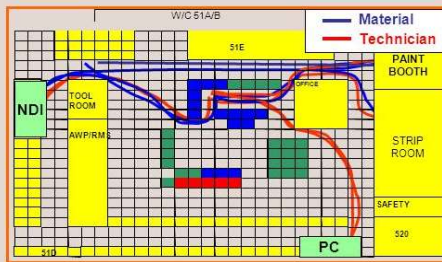 W/C 51A/B
Material
Technician
51E
PAINT
BOOTH
OFFICE
NDI
TOOL
ROOM
AWP/RMS
STRIP
ROOM
SAFETY
520
PC
51D